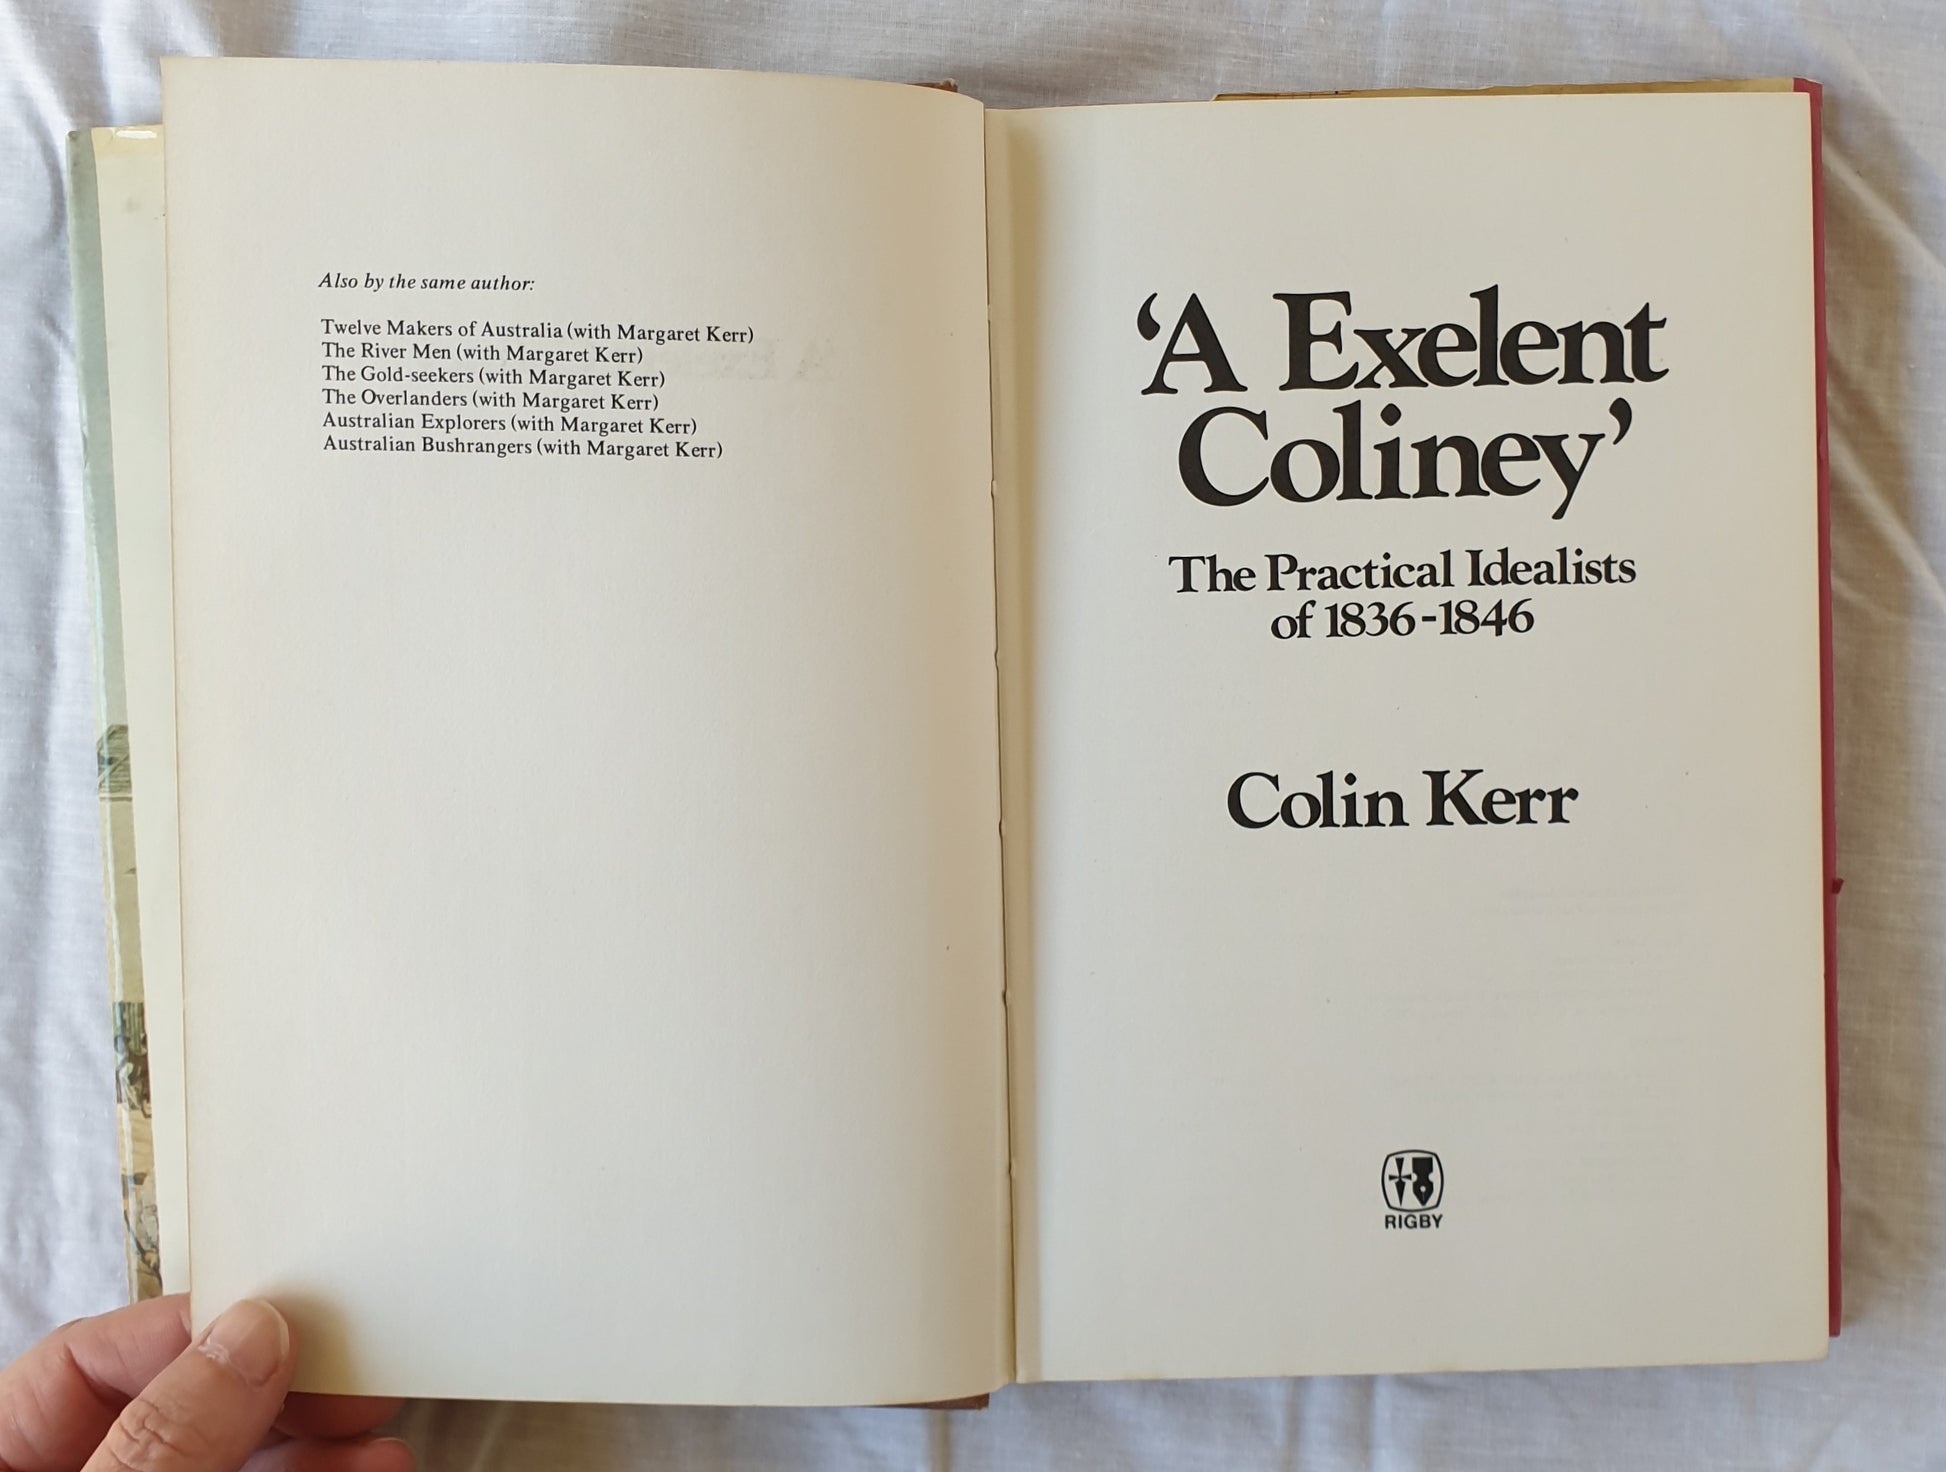 Also by the same author:
Twelve Makers of Australia (with Margaret Kerr)
The River Men (with Margaret Kerr)
The Gold-seekers (with Margaret Kerr)
The Overlanders (with Margaret Kerr)
Australian Explorers (with Margaret Kerr)
Australian Bushrangers (with Margaret Kerr)
‘A Exelent
Coliney’
The Practical Idealists
of 1836-1846
Colin Kerr
RIGBY